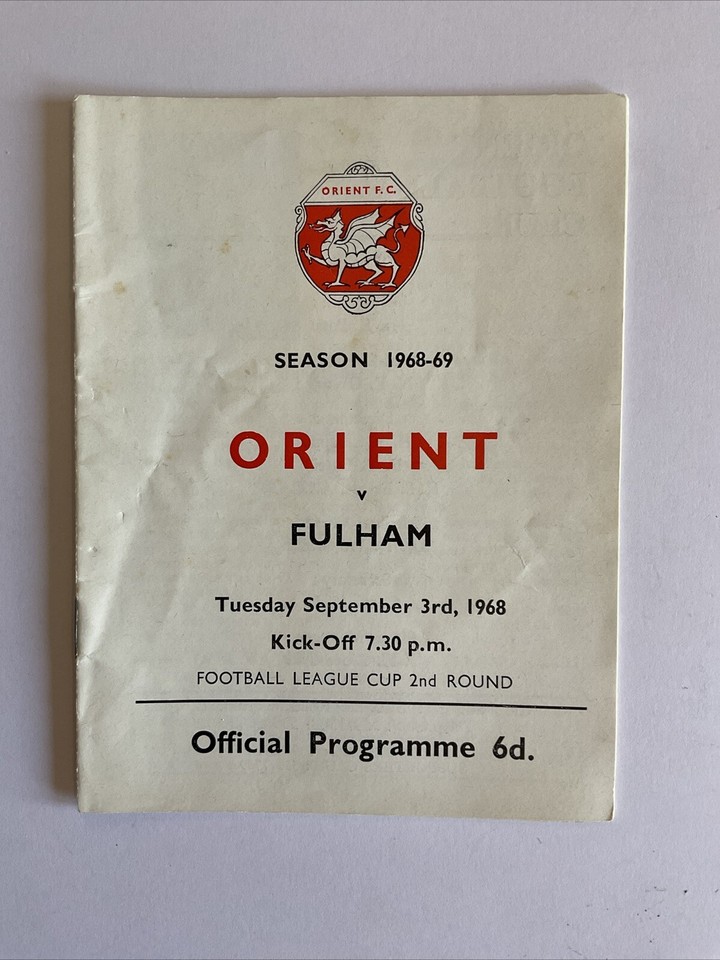 ORIENT F.C.
SEASON 1968-69
ORIENT
v
FULHAM
Tuesday September 3rd, 1968
Kick-Off 7.30 p.m.
FOOTBALL LEAGUE CUP 2nd ROUND
Official Programme 6d.